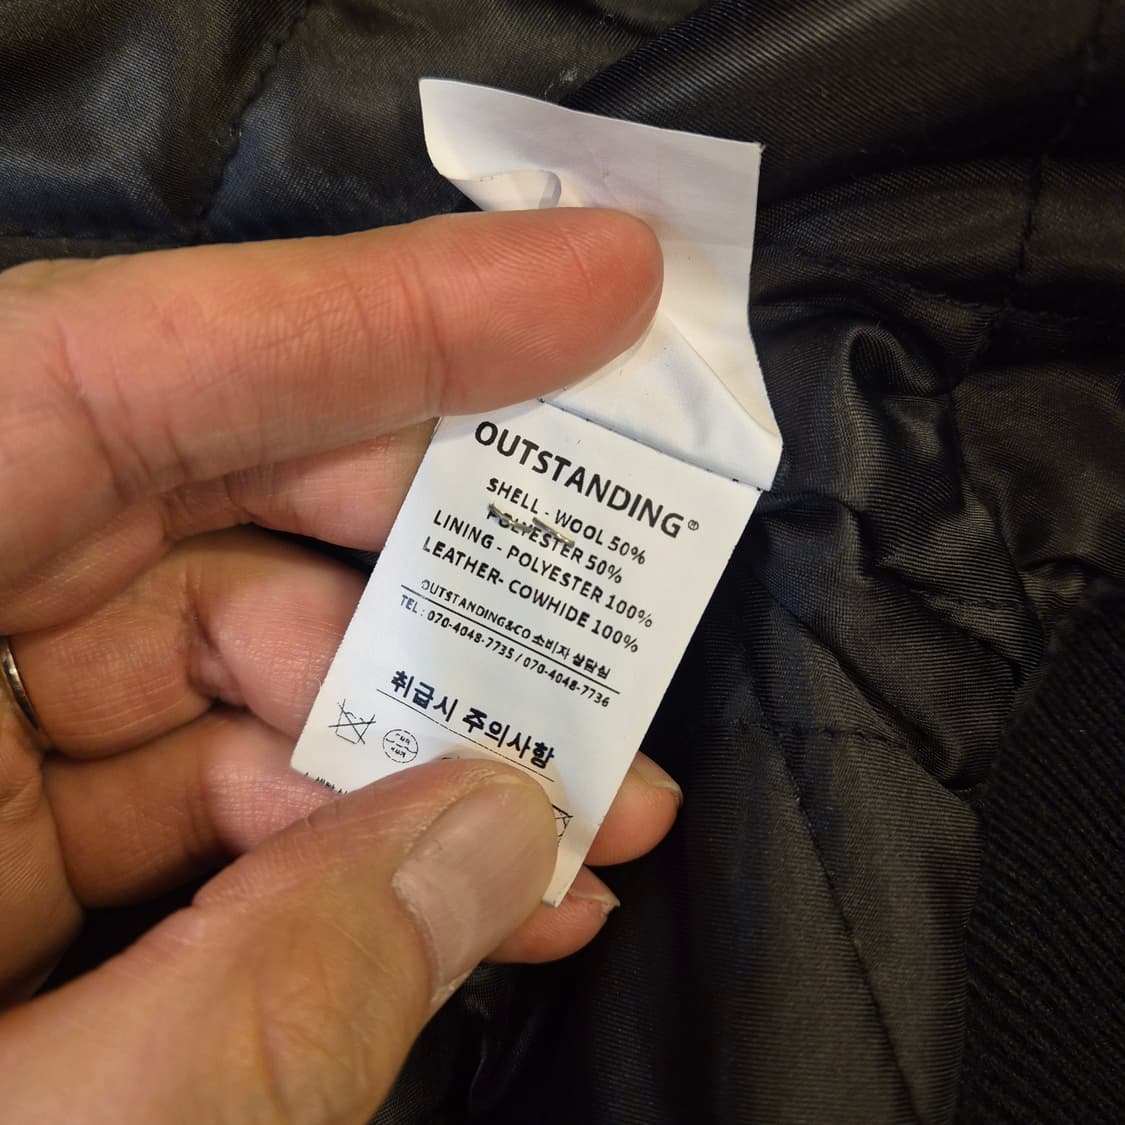 OUTSTANDING®
SHELL - WOOL 50%
POLYESTER 50%
LINING - POLYESTER 100%
LEATHER- COWHIDE 100%
OUTSTANDING&CO 소비자 상담실
TEL : 070-4048-7735 / 070-4048-7736
취급시 주의사항